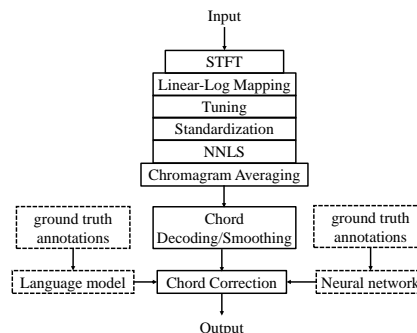 Input
STFT
Linear-Log Mapping
Tuning
Standardization
NNLS
Chromagram Averaging
ground truth
annotations
Chord
Decoding/Smoothing
ground truth
annotations
Language model
Chord Correction
Neural network
Output